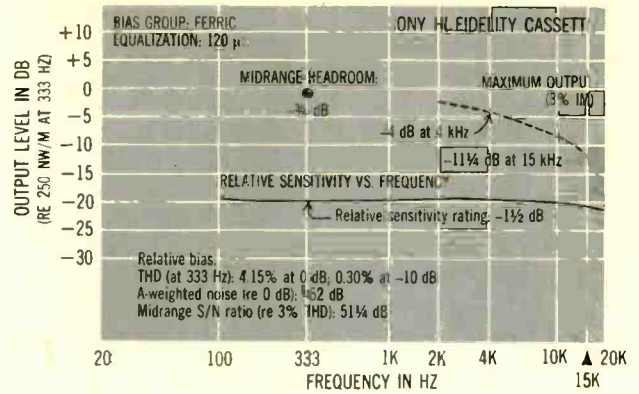 BIAS GROUP: FERRIC
EQUALIZATION: 120 µ
ONY HI FIDELITY CASSETT
OUTPUT LEVEL IN DB
(RE 250 NW/M AT 333 HZ)
+10
+5
0
−5
−10
−15
−20
−25
−30
MIDRANGE HEADROOM:
dB
MAXIMUM OUTPUT
(3% IM)
−4 dB at 4 kHz
−11¼ dB at 15 kHz
RELATIVE SENSITIVITY VS. FREQUENCY
Relative sensitivity rating: −1½ dB
Relative bias.
THD (at 333 Hz): 4.15% at 0 dB; 0.30% at −10 dB
A-weighted noise (re 0 dB): 62 dB
Midrange S/N ratio (re 3% THD): 51¼ dB
20 100 333 1K 2K 4K 10K ▲ 20K
15K
FREQUENCY IN HZ